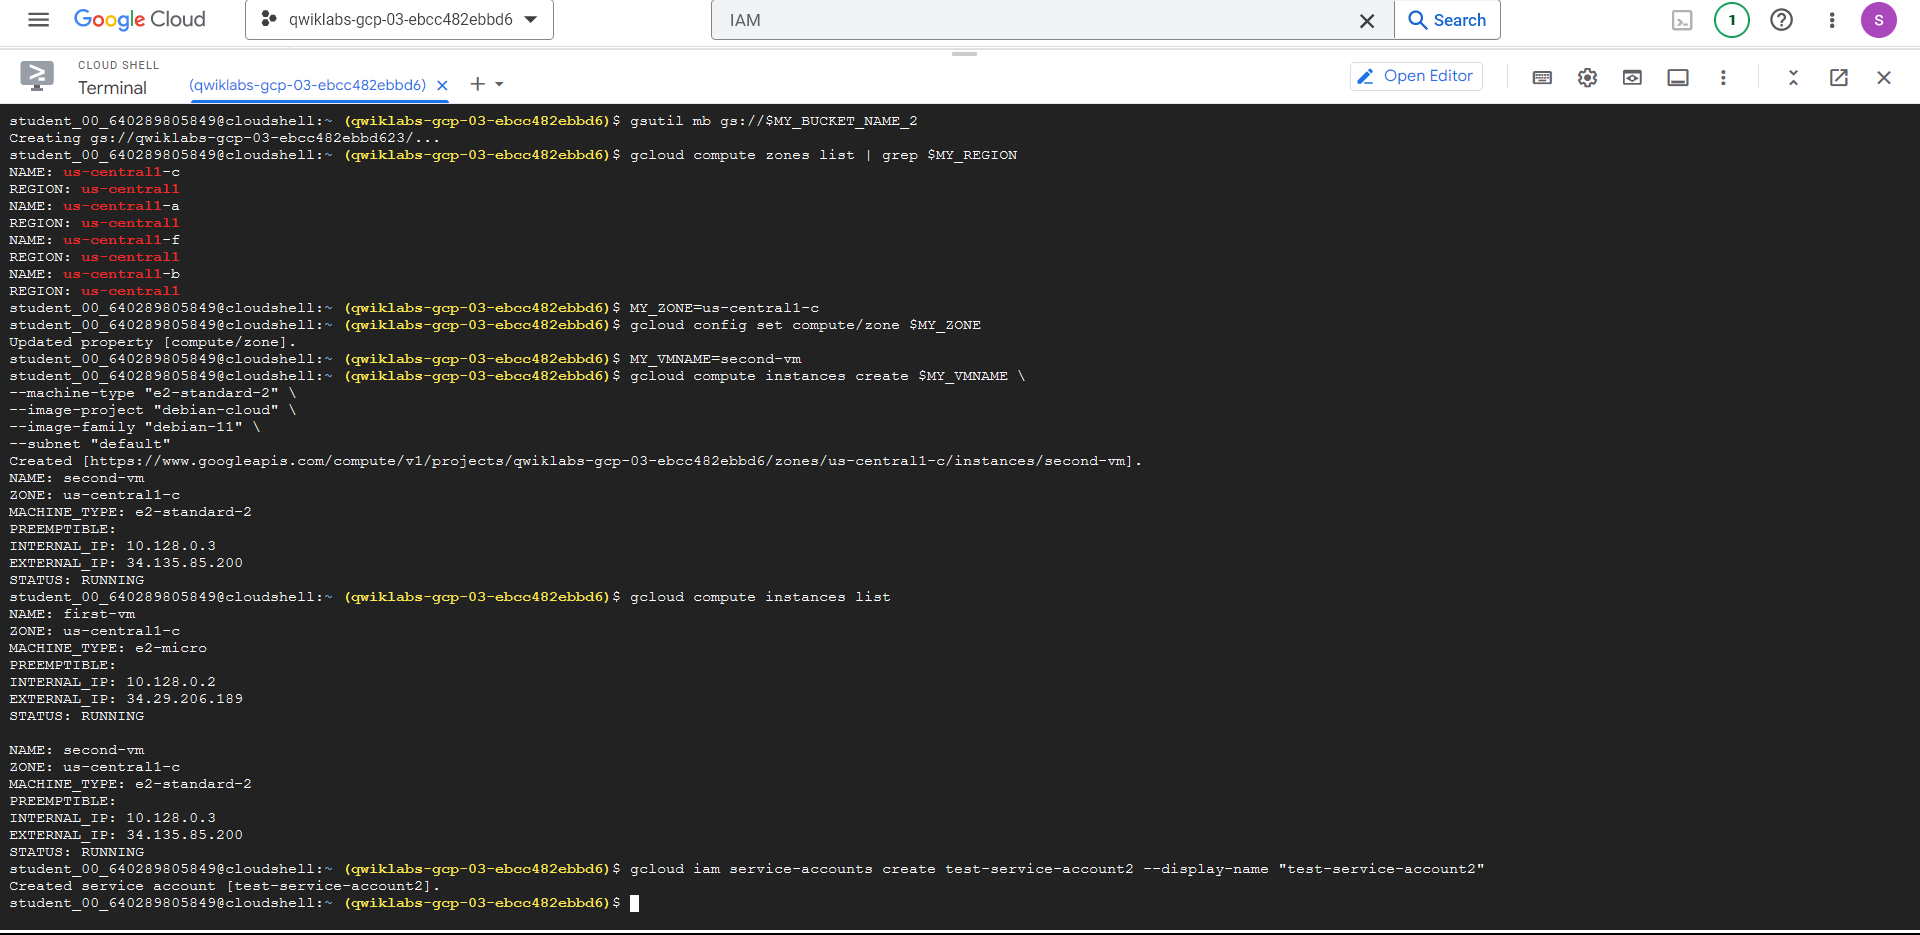 Google Cloud
qwiklabs-gcp-03-ebcc482ebbd6
IAM
Search
1
S
CLOUD SHELL
Terminal
(qwiklabs-gcp-03-ebcc482ebbd6)
Open Editor
student_00_640289805849@cloudshell:~ (qwiklabs-gcp-03-ebcc482ebbd6)$ gsutil mb gs://$MY_BUCKET_NAME_2
Creating gs://qwiklabs-gcp-03-ebcc482ebbd623/...
student_00_640289805849@cloudshell:~ (qwiklabs-gcp-03-ebcc482ebbd6)$ gcloud compute zones list | grep $MY_REGION
NAME: us-central1-c
REGION: us-central1
NAME: us-central1-a
REGION: us-central1
NAME: us-central1-f
REGION: us-central1
NAME: us-central1-b
REGION: us-central1
student_00_640289805849@cloudshell:~ (qwiklabs-gcp-03-ebcc482ebbd6)$ MY_ZONE=us-central1-c
student_00_640289805849@cloudshell:~ (qwiklabs-gcp-03-ebcc482ebbd6)$ gcloud config set compute/zone $MY_ZONE
Updated property [compute/zone].
student_00_640289805849@cloudshell:~ (qwiklabs-gcp-03-ebcc482ebbd6)$ MY_VMNAME=second-vm
student_00_640289805849@cloudshell:~ (qwiklabs-gcp-03-ebcc482ebbd6)$ gcloud compute instances create $MY_VMNAME \
--machine-type "e2-standard-2" \
--image-project "debian-cloud" \
--image-family "debian-11" \
--subnet "default"
Created [https://www.googleapis.com/compute/v1/projects/qwiklabs-gcp-03-ebcc482ebbd6/zones/us-central1-c/instances/second-vm].
NAME: second-vm
ZONE: us-central1-c
MACHINE_TYPE: e2-standard-2
PREEMPTIBLE:
INTERNAL_IP: 10.128.0.3
EXTERNAL_IP: 34.135.85.200
STATUS: RUNNING
student_00_640289805849@cloudshell:~ (qwiklabs-gcp-03-ebcc482ebbd6)$ gcloud compute instances list
NAME: first-vm
ZONE: us-central1-c
MACHINE_TYPE: e2-micro
PREEMPTIBLE:
INTERNAL_IP: 10.128.0.2
EXTERNAL_IP: 34.29.206.189
STATUS: RUNNING
NAME: second-vm
ZONE: us-central1-c
MACHINE_TYPE: e2-standard-2
PREEMPTIBLE:
INTERNAL_IP: 10.128.0.3
EXTERNAL_IP: 34.135.85.200
STATUS: RUNNING
student_00_640289805849@cloudshell:~ (qwiklabs-gcp-03-ebcc482ebbd6)$ gcloud iam service-accounts create test-service-account2 --display-name "test-service-account2"
Created service account [test-service-account2].
student_00_640289805849@cloudshell:~ (qwiklabs-gcp-03-ebcc482ebbd6)$